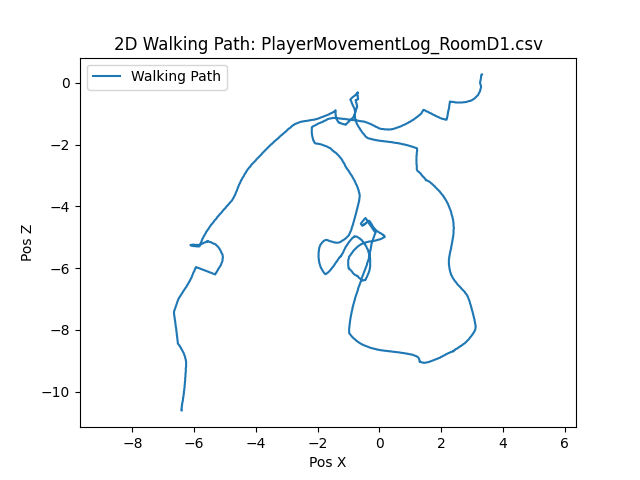 2D Walking Path: PlayerMovementLog_RoomD1.csv
Walking Path
0
−2
−4
−6
−8
−10
Pos Z
−8 −6 −4 −2 0 2 4 6
Pos X